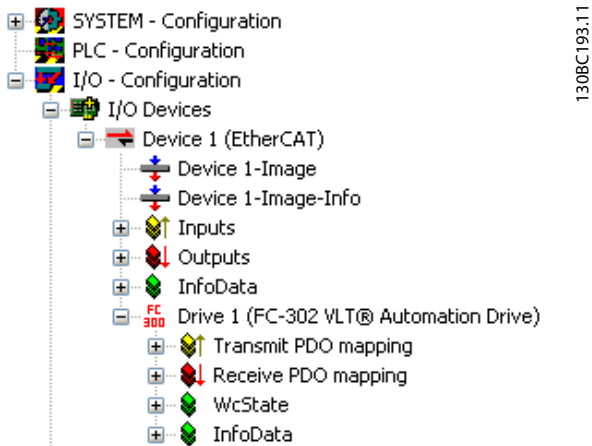 SYSTEM - Configuration
PLC - Configuration
I/O - Configuration
I/O Devices
Device 1 (EtherCAT)
Device 1-Image
Device 1-Image-Info
Inputs
Outputs
InfoData
FC
300
Drive 1 (FC-302 VLT® Automation Drive)
Transmit PDO mapping
Receive PDO mapping
WcState
InfoData
130BC193.11